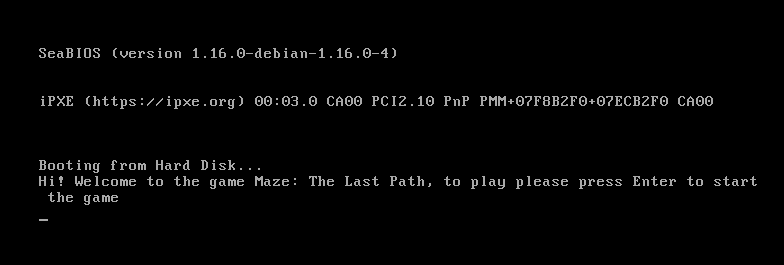 SeaBIOS (version 1.16.0-debian-1.16.0-4)
iPXE (https://ipxe.org) 00:03.0 CA00 PCI2.10 PnP PMM+07F8B2F0+07ECB2F0 CA00
Booting from Hard Disk...
Hi! Welcome to the game Maze: The Last Path, to play please press Enter to start
the game